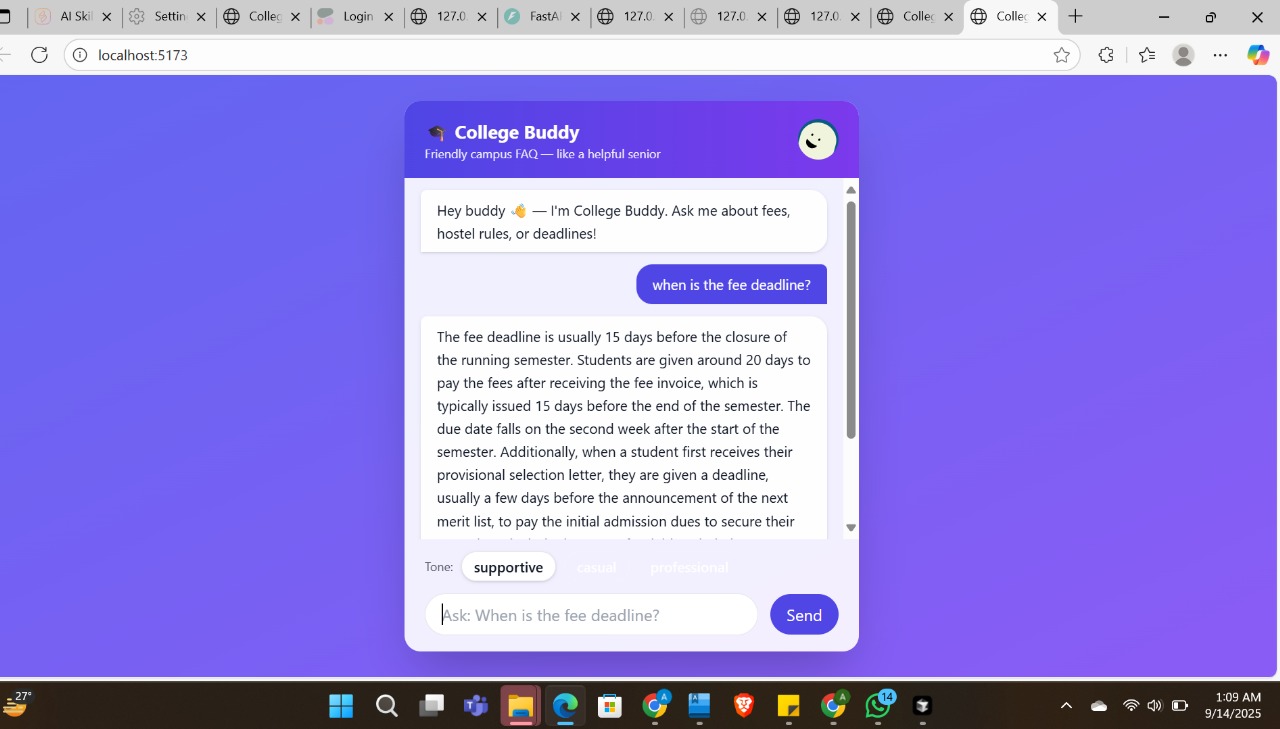 AI Skil
Settin
Colleg
Login
127.0.
FastAI
127.0.
127.0.
127.0.
Colleg
Colleg
localhost:5173
College Buddy
Friendly campus FAQ — like a helpful senior
Hey buddy 👋 — I'm College Buddy. Ask me about fees,
hostel rules, or deadlines!
when is the fee deadline?
The fee deadline is usually 15 days before the closure of
the running semester. Students are given around 20 days to
pay the fees after receiving the fee invoice, which is
typically issued 15 days before the end of the semester. The
due date falls on the second week after the start of the
semester. Additionally, when a student first receives their
provisional selection letter, they are given a deadline,
usually a few days before the announcement of the next
merit list, to pay the initial admission dues to secure their
Tone: supportive casual professional
Ask: When is the fee deadline?
Send
27°
14
1:09 AM
9/14/2025